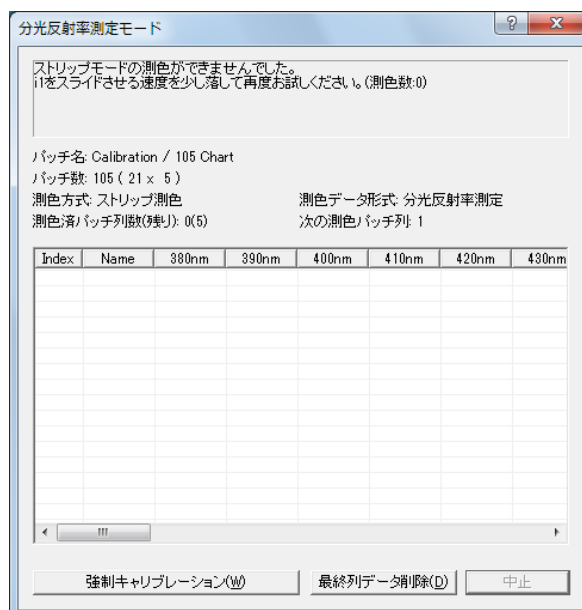 分光反射率測定モード
ストリップモードの測色ができませんでした。
i1をスライドさせる速度を少し落して再度お試しください。(測色数:0)
パッチ名: Calibration / 105 Chart
パッチ数: 105 ( 21 x 5 )
測色方式: ストリップ測色 測色データ形式: 分光反射率測定
測色済パッチ列数(残り): 0(5) 次の測色パッチ列: 1
Index Name 380nm 390nm 400nm 410nm 420nm 430nm
強制キャリブレーション(W) 最終列データ削除(D) 中止